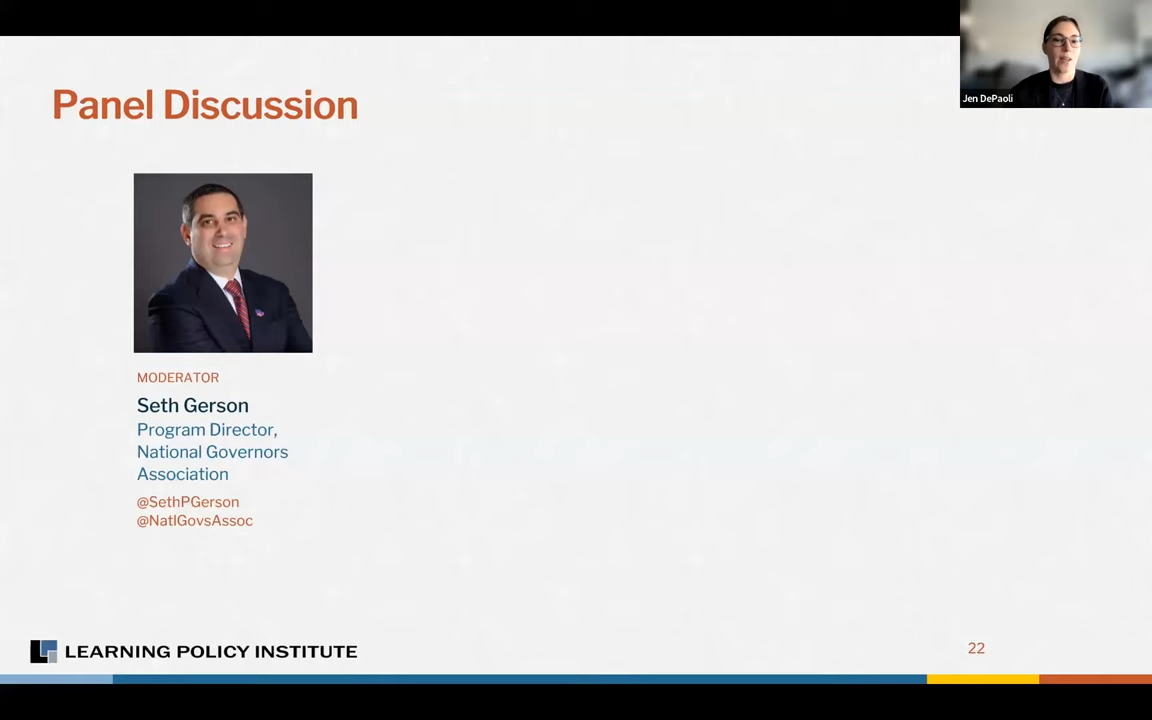 Panel Discussion
Jen DePaoli
MODERATOR
Seth Gerson
Program Director,
National Governors
Association
@SethPGerson
@NatlGovsAssoc
LEARNING POLICY INSTITUTE
22